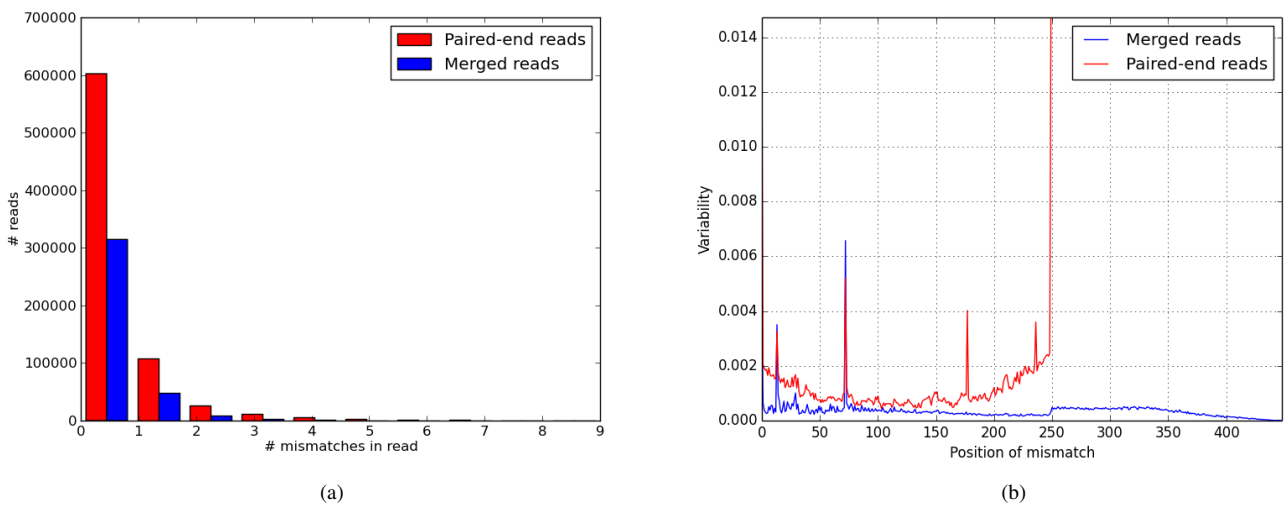 700000
600000
500000
400000
300000
200000
100000
0
# reads
0 1 2 3 4 5 6 7 8 9
# mismatches in read
Paired-end reads
Merged reads
(a)
0.014
0.012
0.010
0.008
0.006
0.004
0.002
0.000
Variability
0 50 100 150 200 250 300 350 400
Position of mismatch
Merged reads
Paired-end reads
(b)